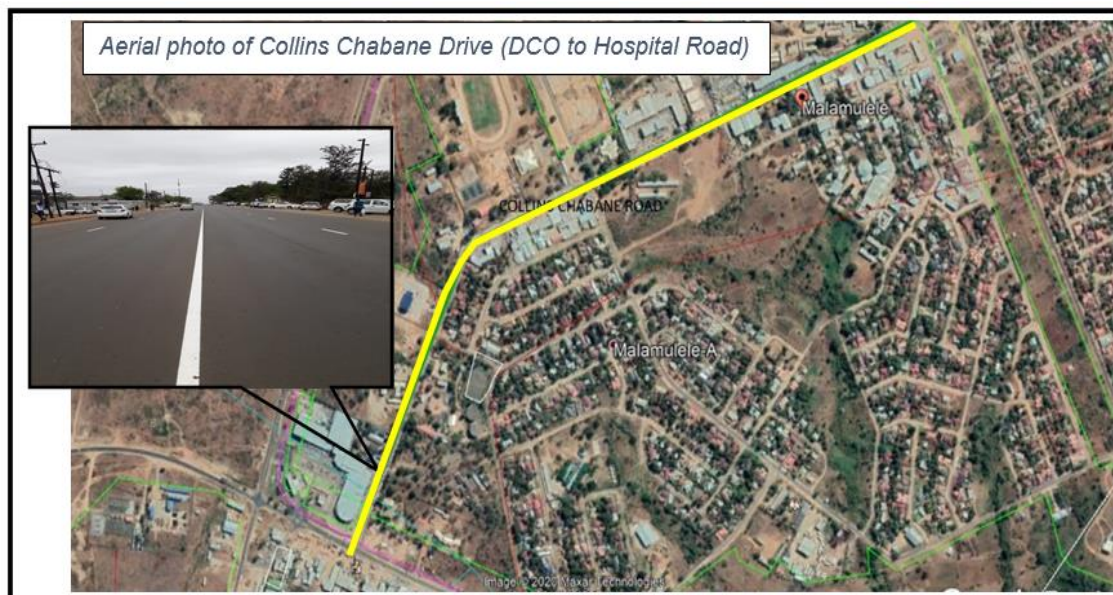 Aerial photo of Collins Chabane Drive (DCO to Hospital Road)
Malamulele
COLLINS CHABANE ROAD
Malamulele-A
Image © 2020 Maxar Technologies